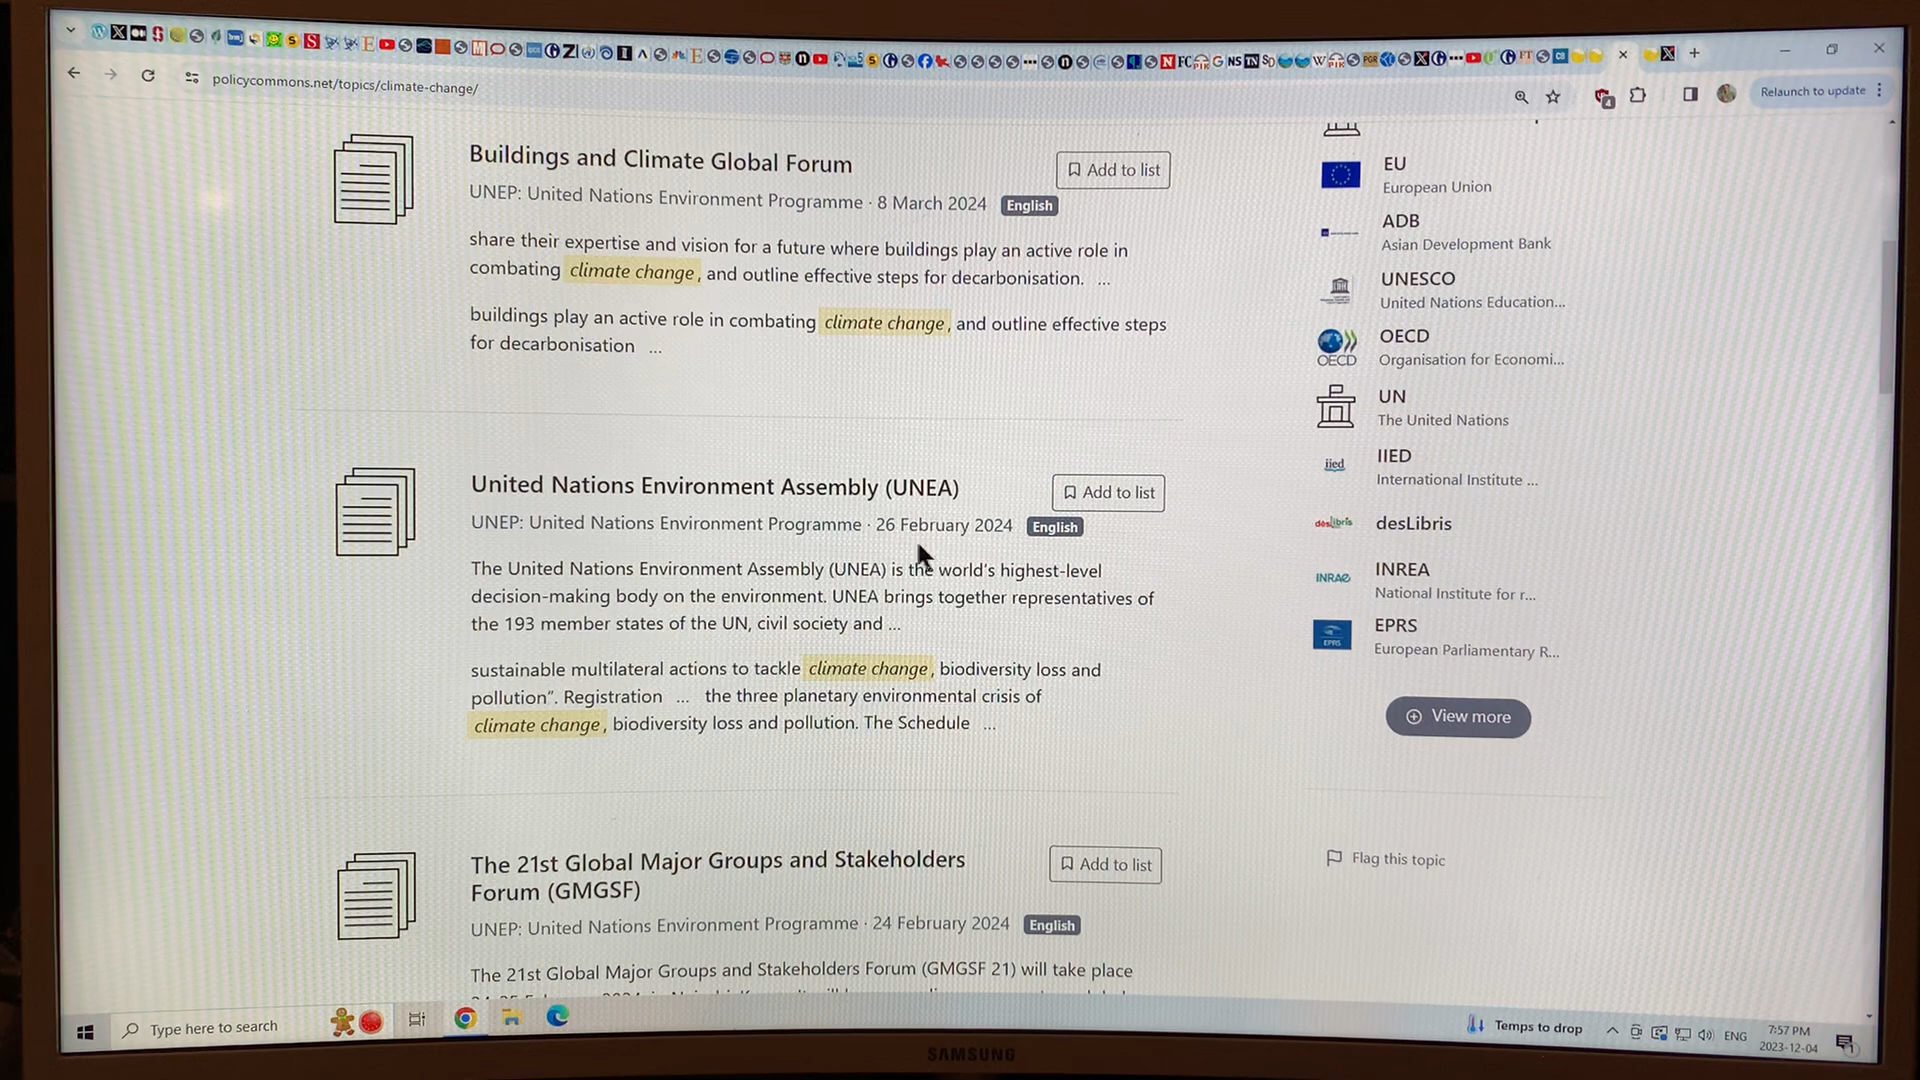 policycommons.net/topics/climate-change/
Relaunch to update
Buildings and Climate Global Forum
Add to list
UNEP: United Nations Environment Programme · 8 March 2024 English
share their expertise and vision for a future where buildings play an active role in
combating climate change, and outline effective steps for decarbonisation. ...
buildings play an active role in combating climate change, and outline effective steps
for decarbonisation ...
United Nations Environment Assembly (UNEA)
Add to list
UNEP: United Nations Environment Programme · 26 February 2024 English
The United Nations Environment Assembly (UNEA) is the world's highest-level
decision-making body on the environment. UNEA brings together representatives of
the 193 member states of the UN, civil society and ...
sustainable multilateral actions to tackle climate change, biodiversity loss and
pollution”. Registration ... the three planetary environmental crisis of
climate change, biodiversity loss and pollution. The Schedule ...
The 21st Global Major Groups and Stakeholders
Forum (GMGSF)
Add to list
UNEP: United Nations Environment Programme · 24 February 2024 English
The 21st Global Major Groups and Stakeholders Forum (GMGSF 21) will take place
EU
European Union
ADB
Asian Development Bank
UNESCO
United Nations Education...
OECD
OECD
Organisation for Economi...
UN
The United Nations
iied
IIED
International Institute ...
desLibris
desLibris
INRAE
INREA
National Institute for r...
EPRS
EPRS
European Parliamentary R...
View more
Flag this topic
Type here to search
Temps to drop
ENG
7:57 PM
2023-12-04
SAMSUNG